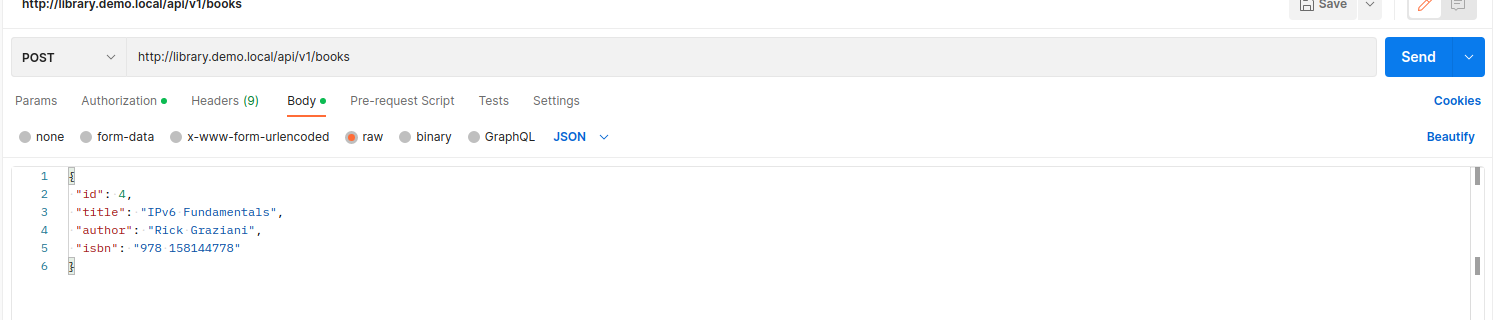 http://library.demo.local/api/v1/books Save
POST http://library.demo.local/api/v1/books Send
Params Authorization Headers (9) Body Pre-request Script Tests Settings Cookies
none form-data x-www-form-urlencoded raw binary GraphQL JSON Beautify
1 {
2 "id": 4,
3 "title": "IPv6 Fundamentals",
4 "author": "Rick Graziani",
5 "isbn": "978 158144778"
6 }